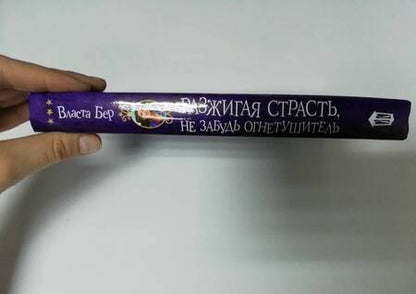 Власта Бер
РАЗЖИГАЯ СТРАСТЬ,
НЕ ЗАБУДЬ ОГНЕТУШИТЕЛЬ